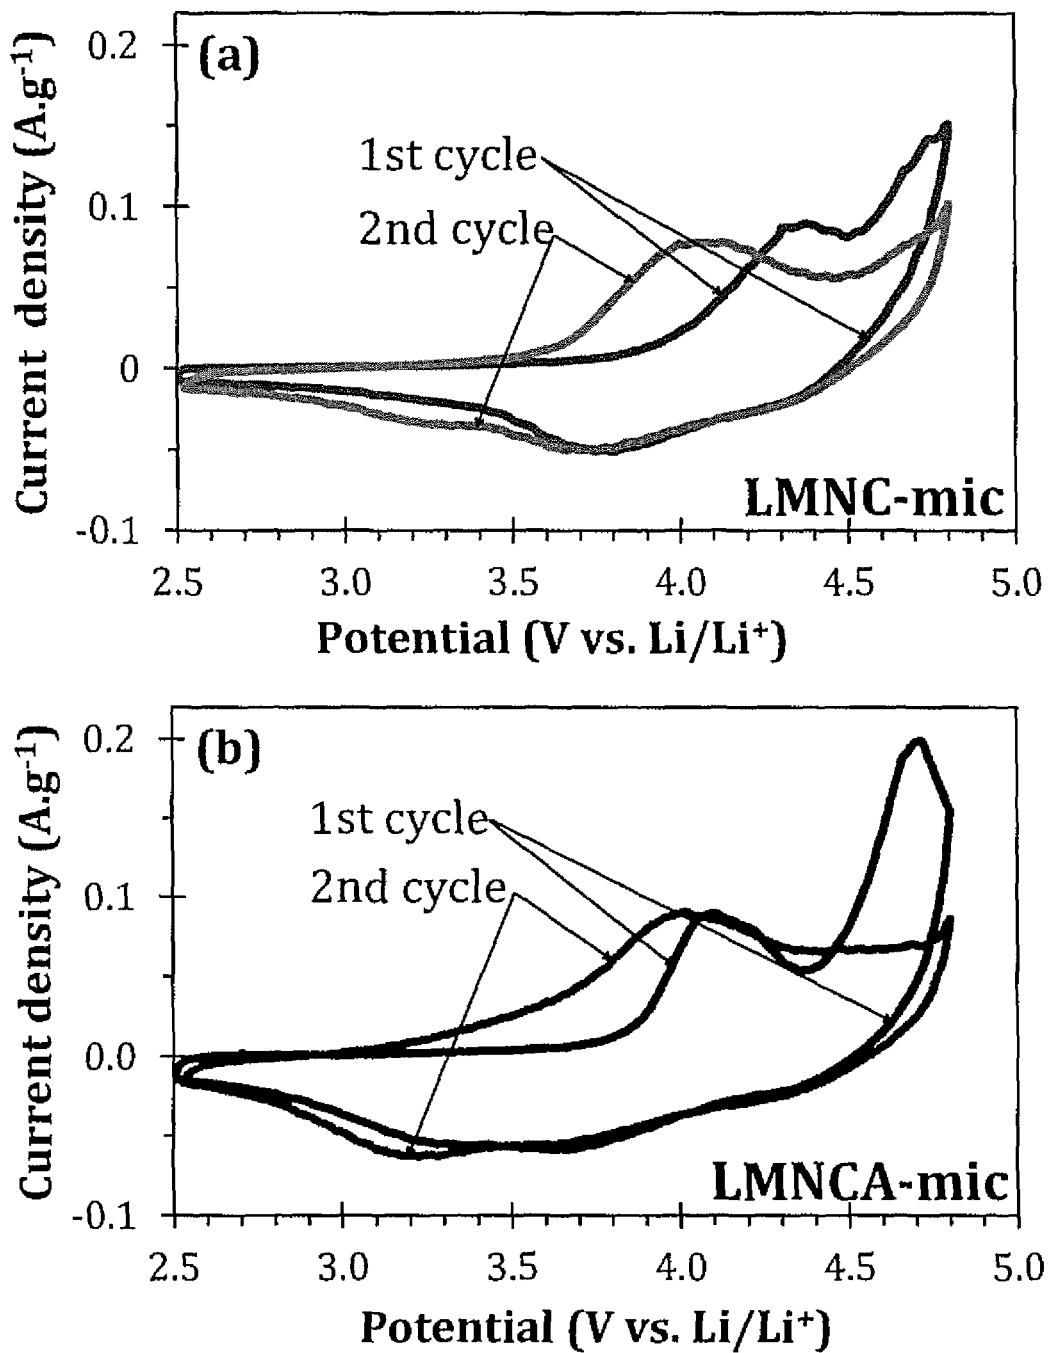 (a)
Current density (A.g⁻¹)
0.2
0.1
0
-0.1
1st cycle
2nd cycle
LMNC-mic
2.5 3.0 3.5 4.0 4.5 5.0
Potential (V vs. Li/Li⁺)
(b)
Current density (A.g⁻¹)
0.2
0.1
0.0
-0.1
1st cycle
2nd cycle
LMNCA-mic
2.5 3.0 3.5 4.0 4.5 5.0
Potential (V vs. Li/Li⁺)